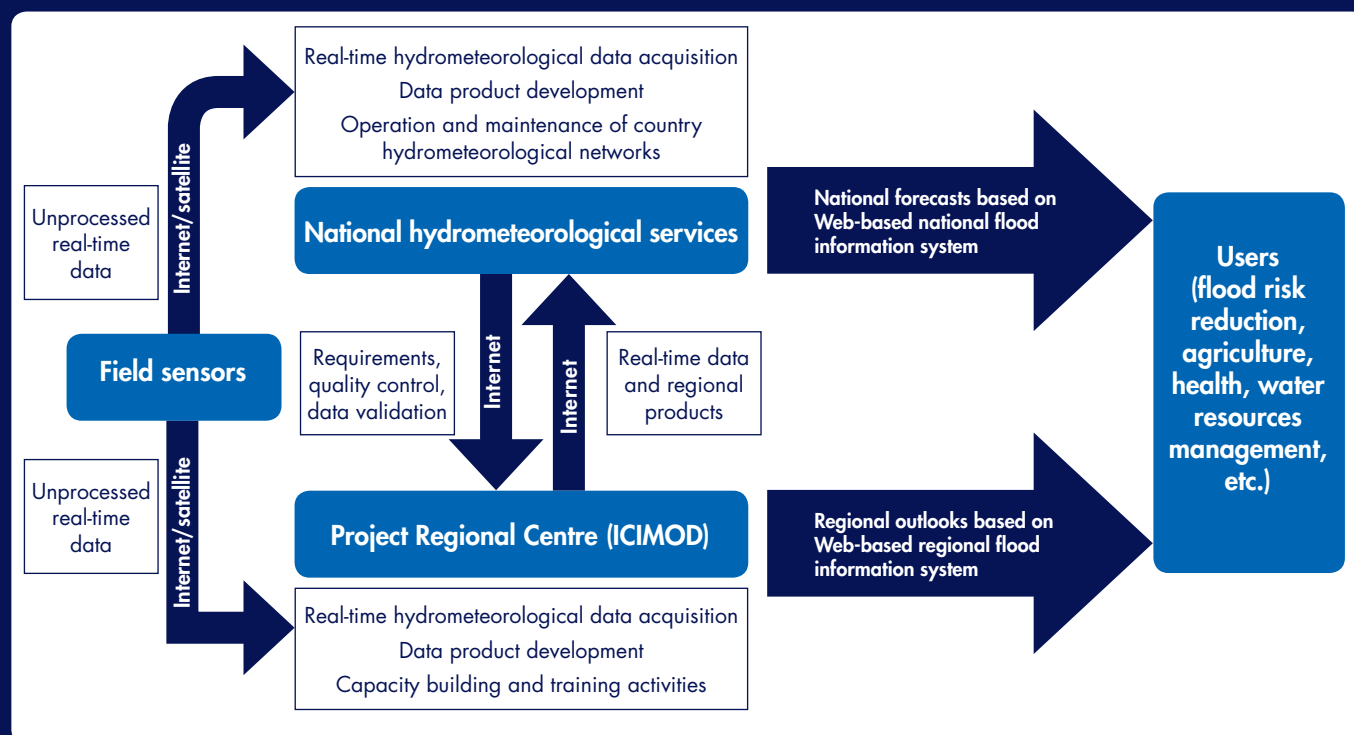 Real-time hydrometeorological data acquisition
Data product development
Operation and maintenance of country
hydrometeorological networks
Internet/satellite
Unprocessed
real-time
data
National hydrometeorological services
National forecasts based on
Web-based national flood
information system
Users
(flood risk
reduction,
agriculture,
health, water
resources
management,
etc.)
Field sensors
Requirements,
quality control,
data validation
Internet
Internet
Real-time data
and regional
products
Unprocessed
real-time
data
Internet/satellite
Project Regional Centre (ICIMOD)
Regional outlooks based on
Web-based regional flood
information system
Real-time hydrometeorological data acquisition
Data product development
Capacity building and training activities